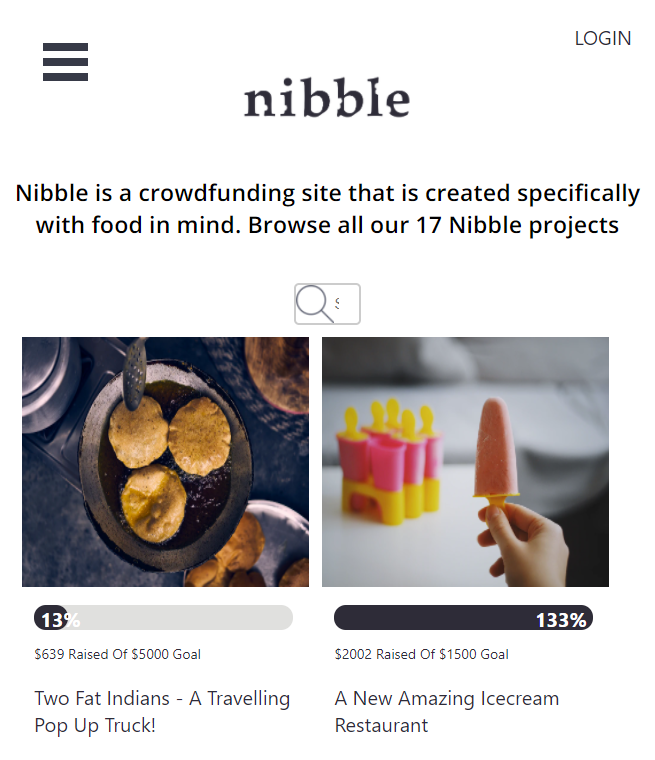 LOGIN
nibble
Nibble is a crowdfunding site that is created specifically
with food in mind. Browse all our 17 Nibble projects
13%
133%
$639 Raised Of $5000 Goal
$2002 Raised Of $1500 Goal
Two Fat Indians - A Travelling
Pop Up Truck!
A New Amazing Icecream
Restaurant